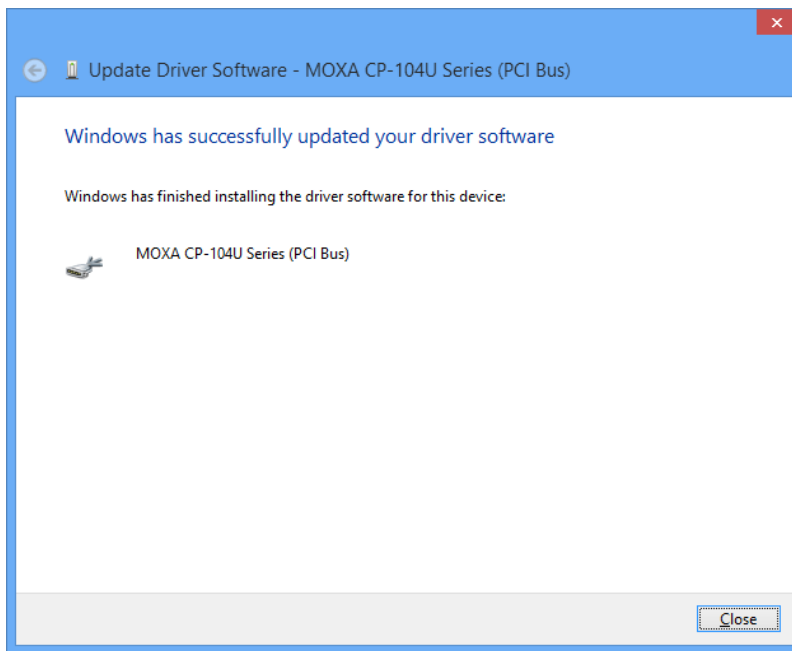 Update Driver Software - MOXA CP-104U Series (PCI Bus)
Windows has successfully updated your driver software
Windows has finished installing the driver software for this device:
MOXA CP-104U Series (PCI Bus)
Close